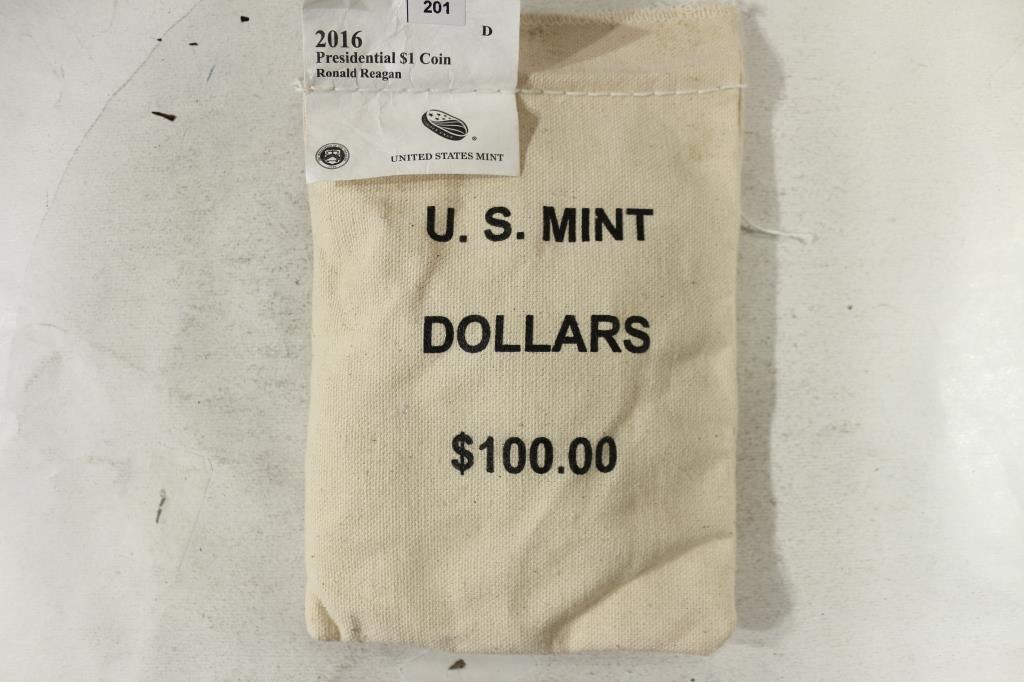 201
D
2016
Presidential $1 Coin
Ronald Reagan
UNITED STATES MINT
U. S. MINT
DOLLARS
$100.00